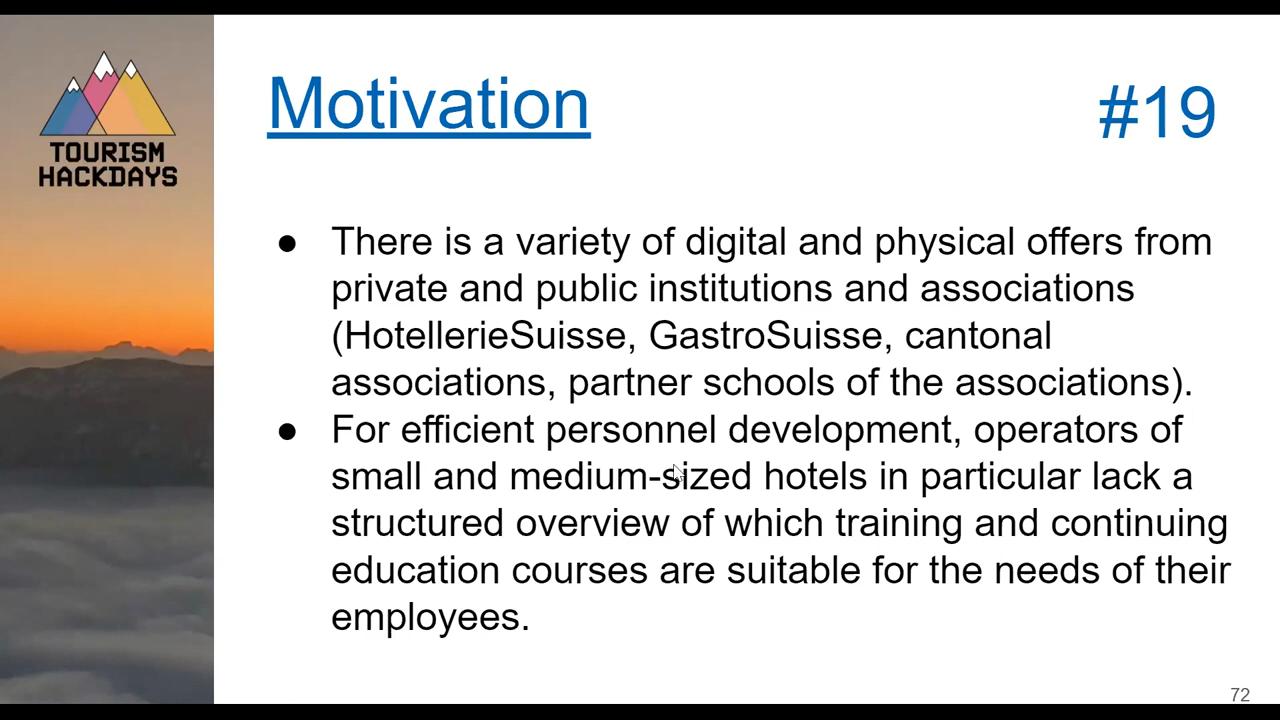 TOURISM
HACKDAYS
Motivation
#19
● There is a variety of digital and physical offers from
private and public institutions and associations
(HotellerieSuisse, GastroSuisse, cantonal
associations, partner schools of the associations).
● For efficient personnel development, operators of
small and medium-sized hotels in particular lack a
structured overview of which training and continuing
education courses are suitable for the needs of their
employees.
72